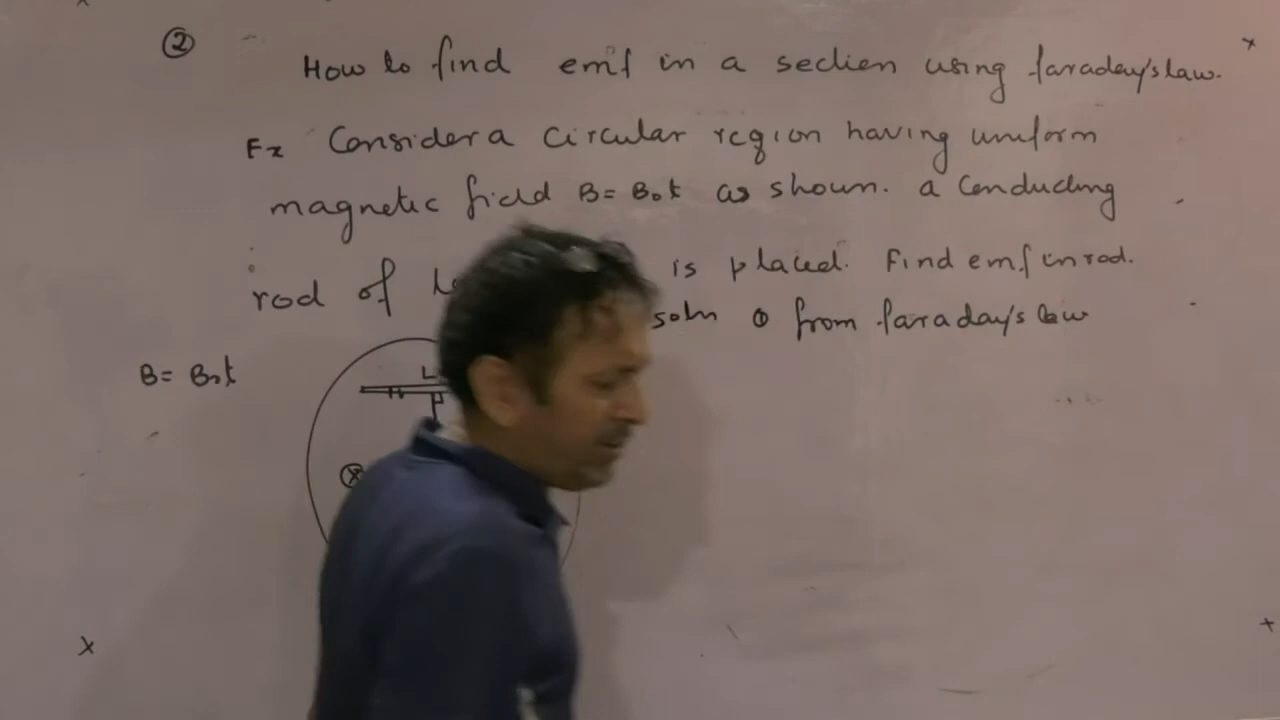 ②
How to find emf in a section using faraday's law.
Ex Consider a circular region having uniform
magnetic field B = B₀t as shown. a Conducting
rod of is placed. Find emf in rod.
soln ① from faraday's law
B = B₀t
L